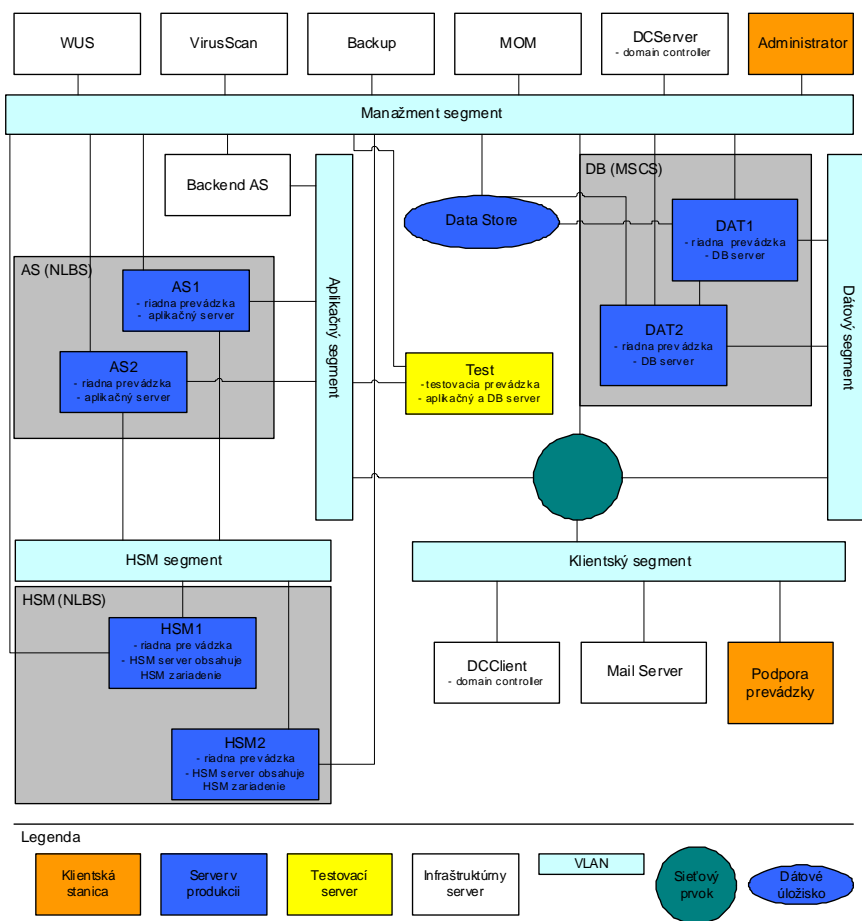 WUS
VirusScan
Backup
MOM
DCServer
- domain controller
Administrator
Manažment segment
Backend AS
Aplikačný segment
Data Store
DB (MSCS)
DAT1
- riadna prevádzka
- DB server
DAT2
- riadna prevádzka
- DB server
Dátový segment
AS (NLBS)
AS1
- riadna prevádzka
- aplikačný server
AS2
- riadna prevádzka
- aplikačný server
Test
- testovacia prevádzka
- aplikačný a DB server
HSM segment
Klientský segment
HSM (NLBS)
HSM1
- riadna prevádzka
- HSM server obsahuje
HSM zariadenie
HSM2
- riadna prevádzka
- HSM server obsahuje
HSM zariadenie
DCClient
- domain controller
Mail Server
Podpora
prevádzky
Legenda
Klientská
stanica
Server v
produkcii
Testovací
server
Infraštruktúrny
server
VLAN
Sieťový
prvok
Dátové
úložisko